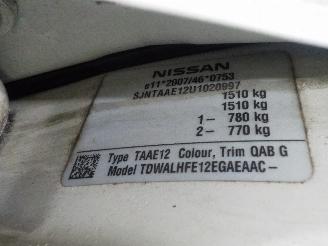 NISSAN
e11*2007/46*0753
SJNTAAE12U1020997
1510 kg
1510 kg
1– 780 kg
2– 770 kg
Type TAAE12 Colour, Trim QAB G
Model TDWALHFE12EGAEAAC–